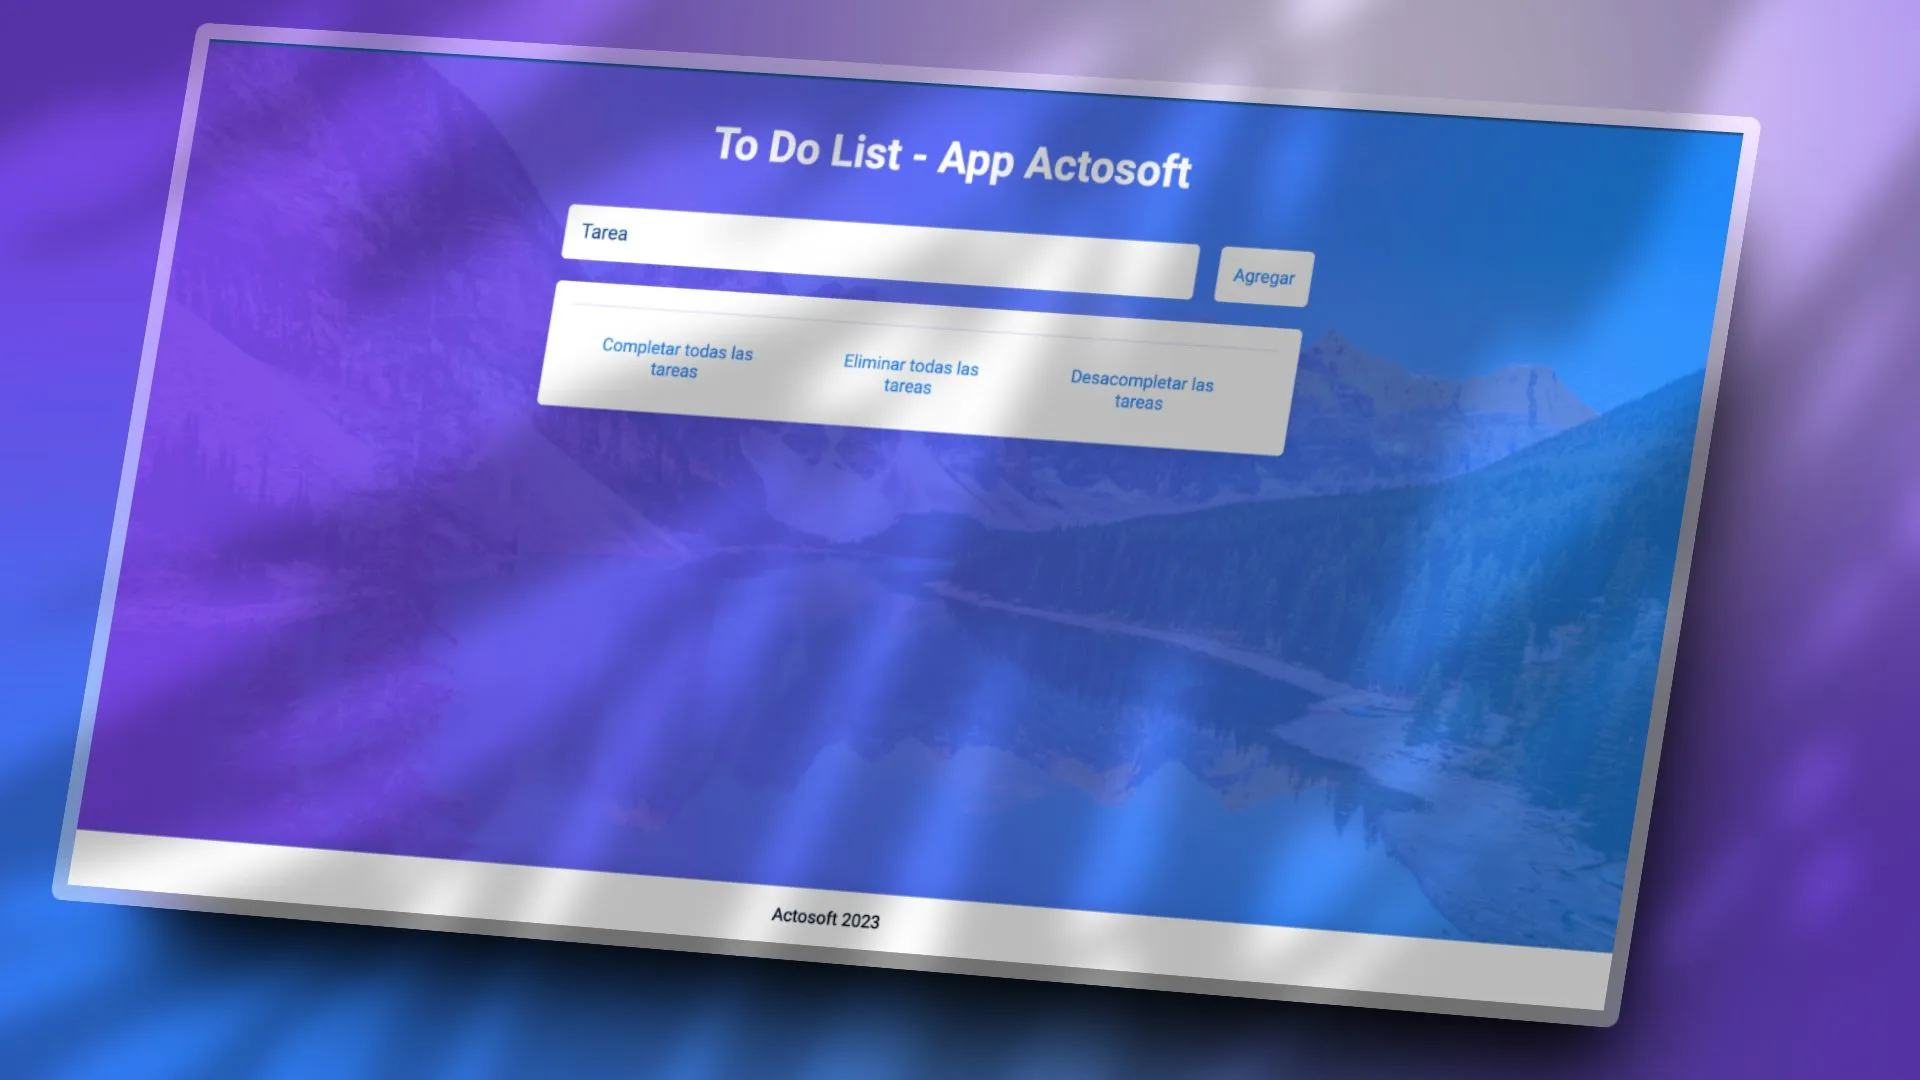 To Do List - App Actosoft
Tarea
Agregar
Completar todas las
tareas
Eliminar todas las
tareas
Desacompletar las
tareas
Actosoft 2023